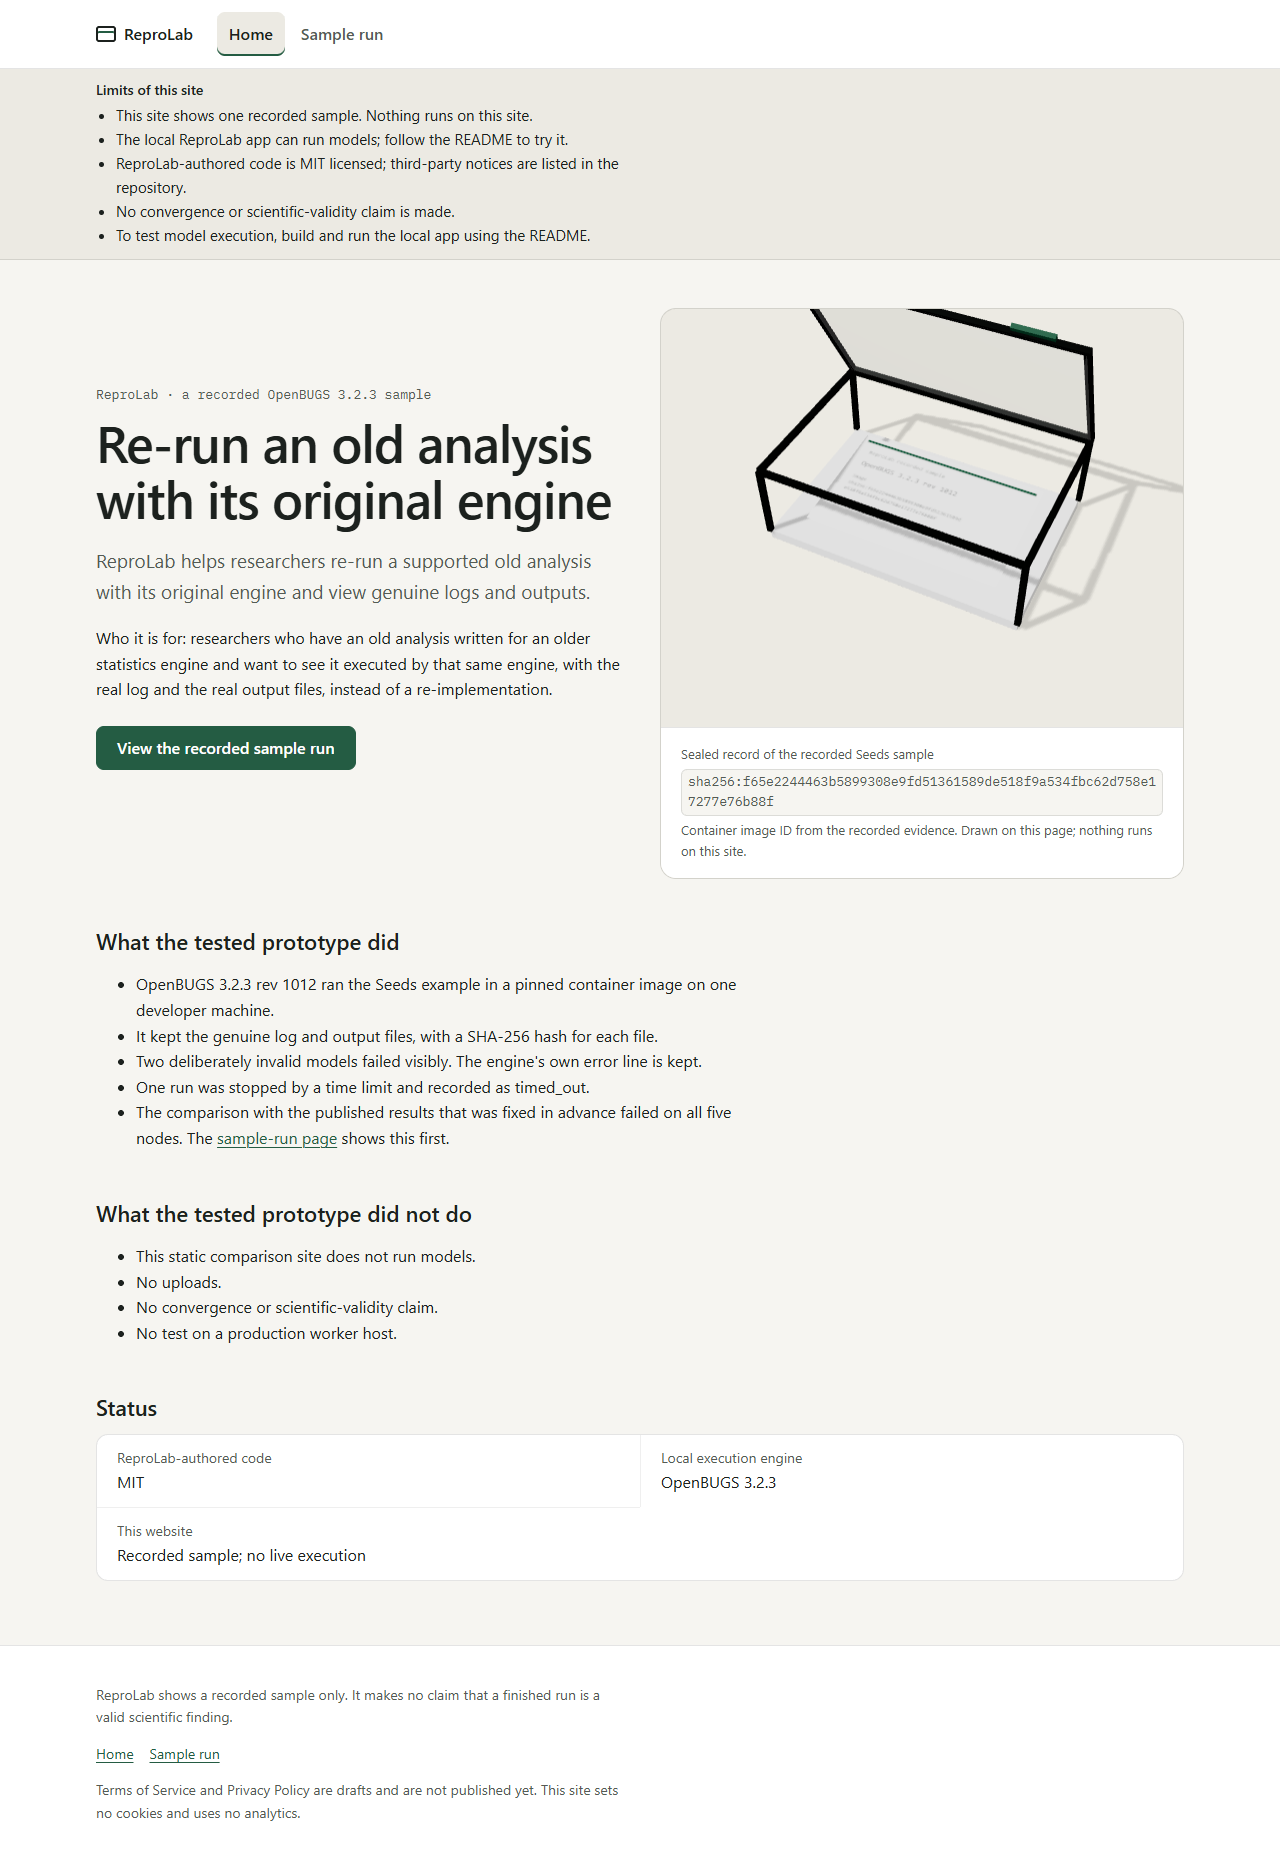 ReproLab
Home
Sample run
Limits of this site
This site shows one recorded sample. Nothing runs on this site.
The local ReproLab app can run models; follow the README to try it.
ReproLab-authored code is MIT licensed; third-party notices are listed in the
repository.
No convergence or scientific-validity claim is made.
To test model execution, build and run the local app using the README.
ReproLab · a recorded OpenBUGS 3.2.3 sample
Re-run an old analysis
with its original engine
ReproLab helps researchers re-run a supported old analysis
with its original engine and view genuine logs and outputs.
Who it is for: researchers who have an old analysis written for an older
statistics engine and want to see it executed by that same engine, with the
real log and the real output files, instead of a re-implementation.
View the recorded sample run
OpenBUGS 3.2.3 rev 1012
Sealed record of the recorded Seeds sample
sha256:f65e2244463b5899308e9fd51361589de518f9a534fbc62d758e1
7277e76b88f
Container image ID from the recorded evidence. Drawn on this page; nothing runs
on this site.
What the tested prototype did
OpenBUGS 3.2.3 rev 1012 ran the Seeds example in a pinned container image on one
developer machine.
It kept the genuine log and output files, with a SHA-256 hash for each file.
Two deliberately invalid models failed visibly. The engine's own error line is kept.
One run was stopped by a time limit and recorded as timed_out.
The comparison with the published results that was fixed in advance failed on all five
nodes. The sample-run page shows this first.
What the tested prototype did not do
This static comparison site does not run models.
No uploads.
No convergence or scientific-validity claim.
No test on a production worker host.
Status
ReproLab-authored code
MIT
Local execution engine
OpenBUGS 3.2.3
This website
Recorded sample; no live execution
ReproLab shows a recorded sample only. It makes no claim that a finished run is a
valid scientific finding.
Home
Sample run
Terms of Service and Privacy Policy are drafts and are not published yet. This site sets
no cookies and uses no analytics.